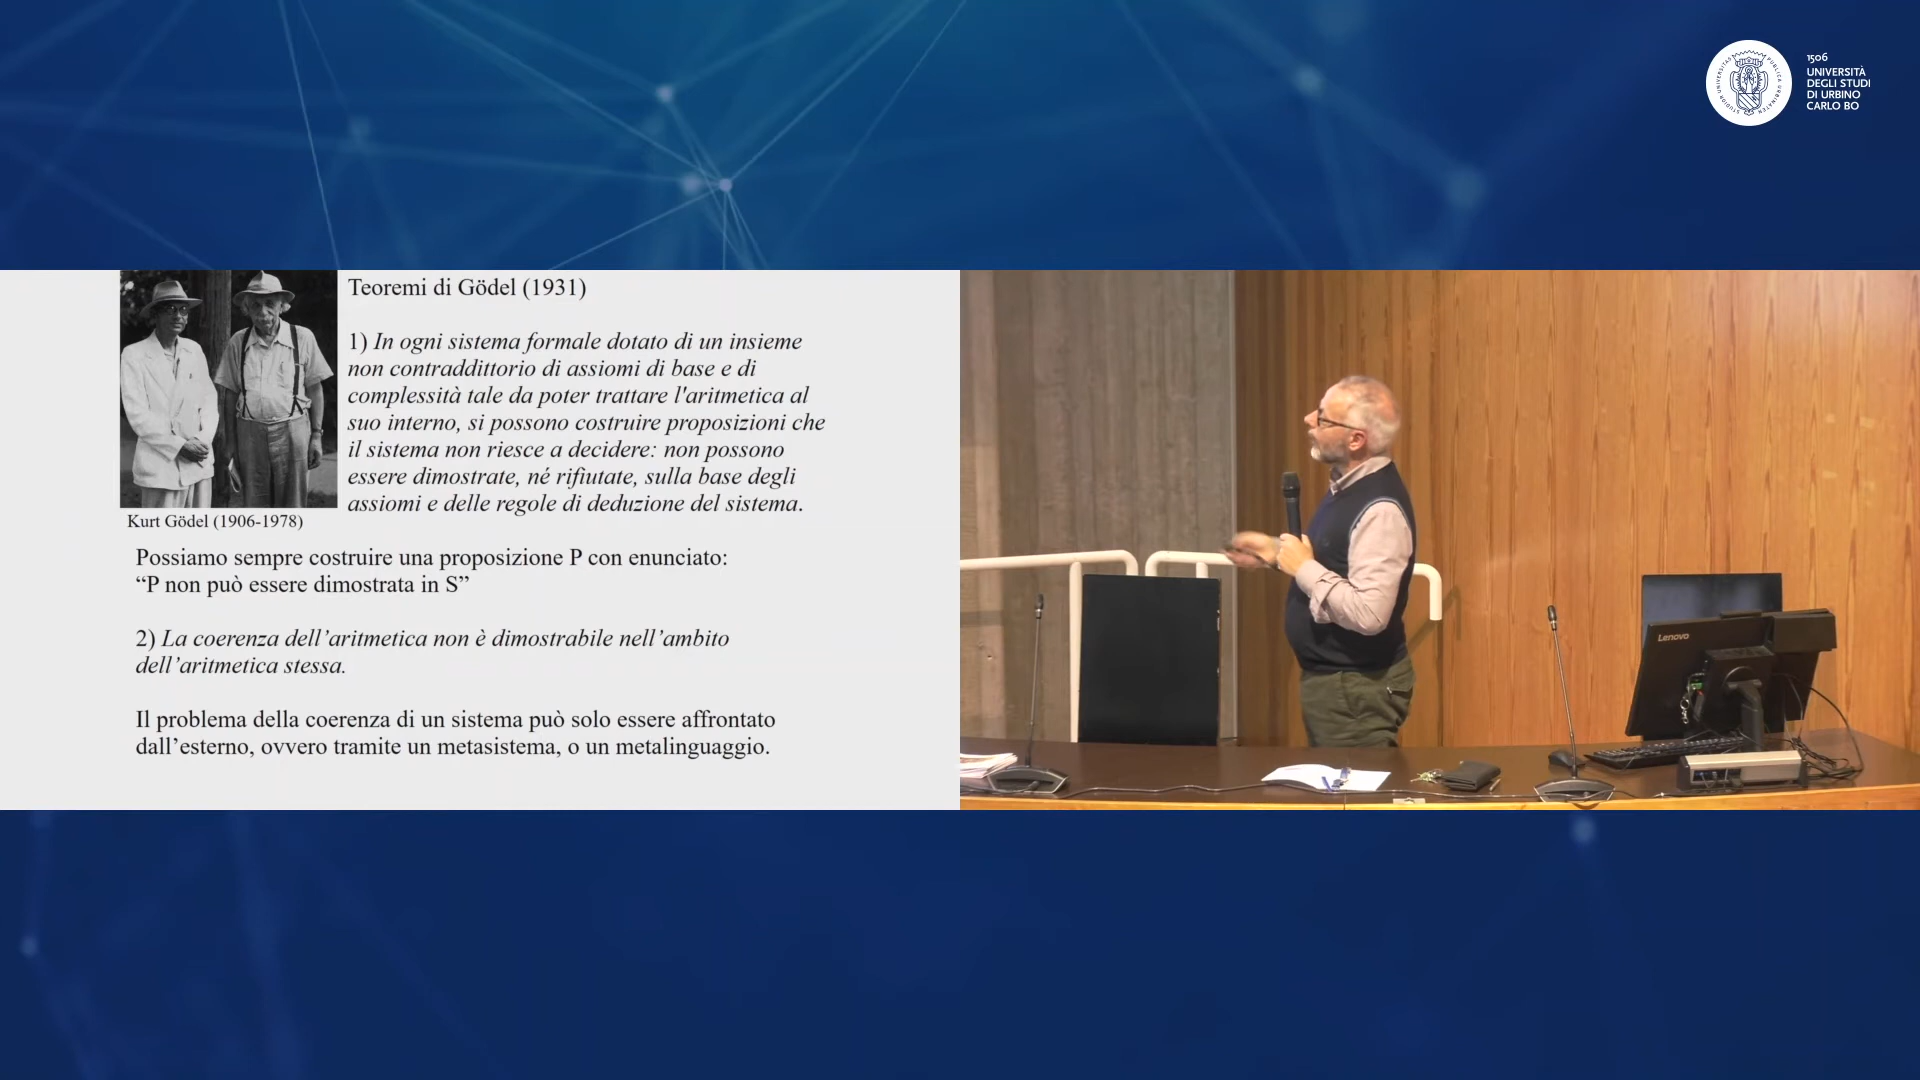 1506
UNIVERSITÀ
DEGLI STUDI
DI URBINO
CARLO BO
Teoremi di Gödel (1931)
1) In ogni sistema formale dotato di un insieme
non contraddittorio di assiomi di base e di
complessità tale da poter trattare l'aritmetica al
suo interno, si possono costruire proposizioni che
il sistema non riesce a decidere: non possono
essere dimostrate, né rifiutate, sulla base degli
assiomi e delle regole di deduzione del sistema.
Kurt Gödel (1906-1978)
Possiamo sempre costruire una proposizione P con enunciato:
“P non può essere dimostrata in S”
2) La coerenza dell’aritmetica non è dimostrabile nell’ambito
dell’aritmetica stessa.
Il problema della coerenza di un sistema può solo essere affrontato
dall’esterno, ovvero tramite un metasistema, o un metalinguaggio.
Lenovo